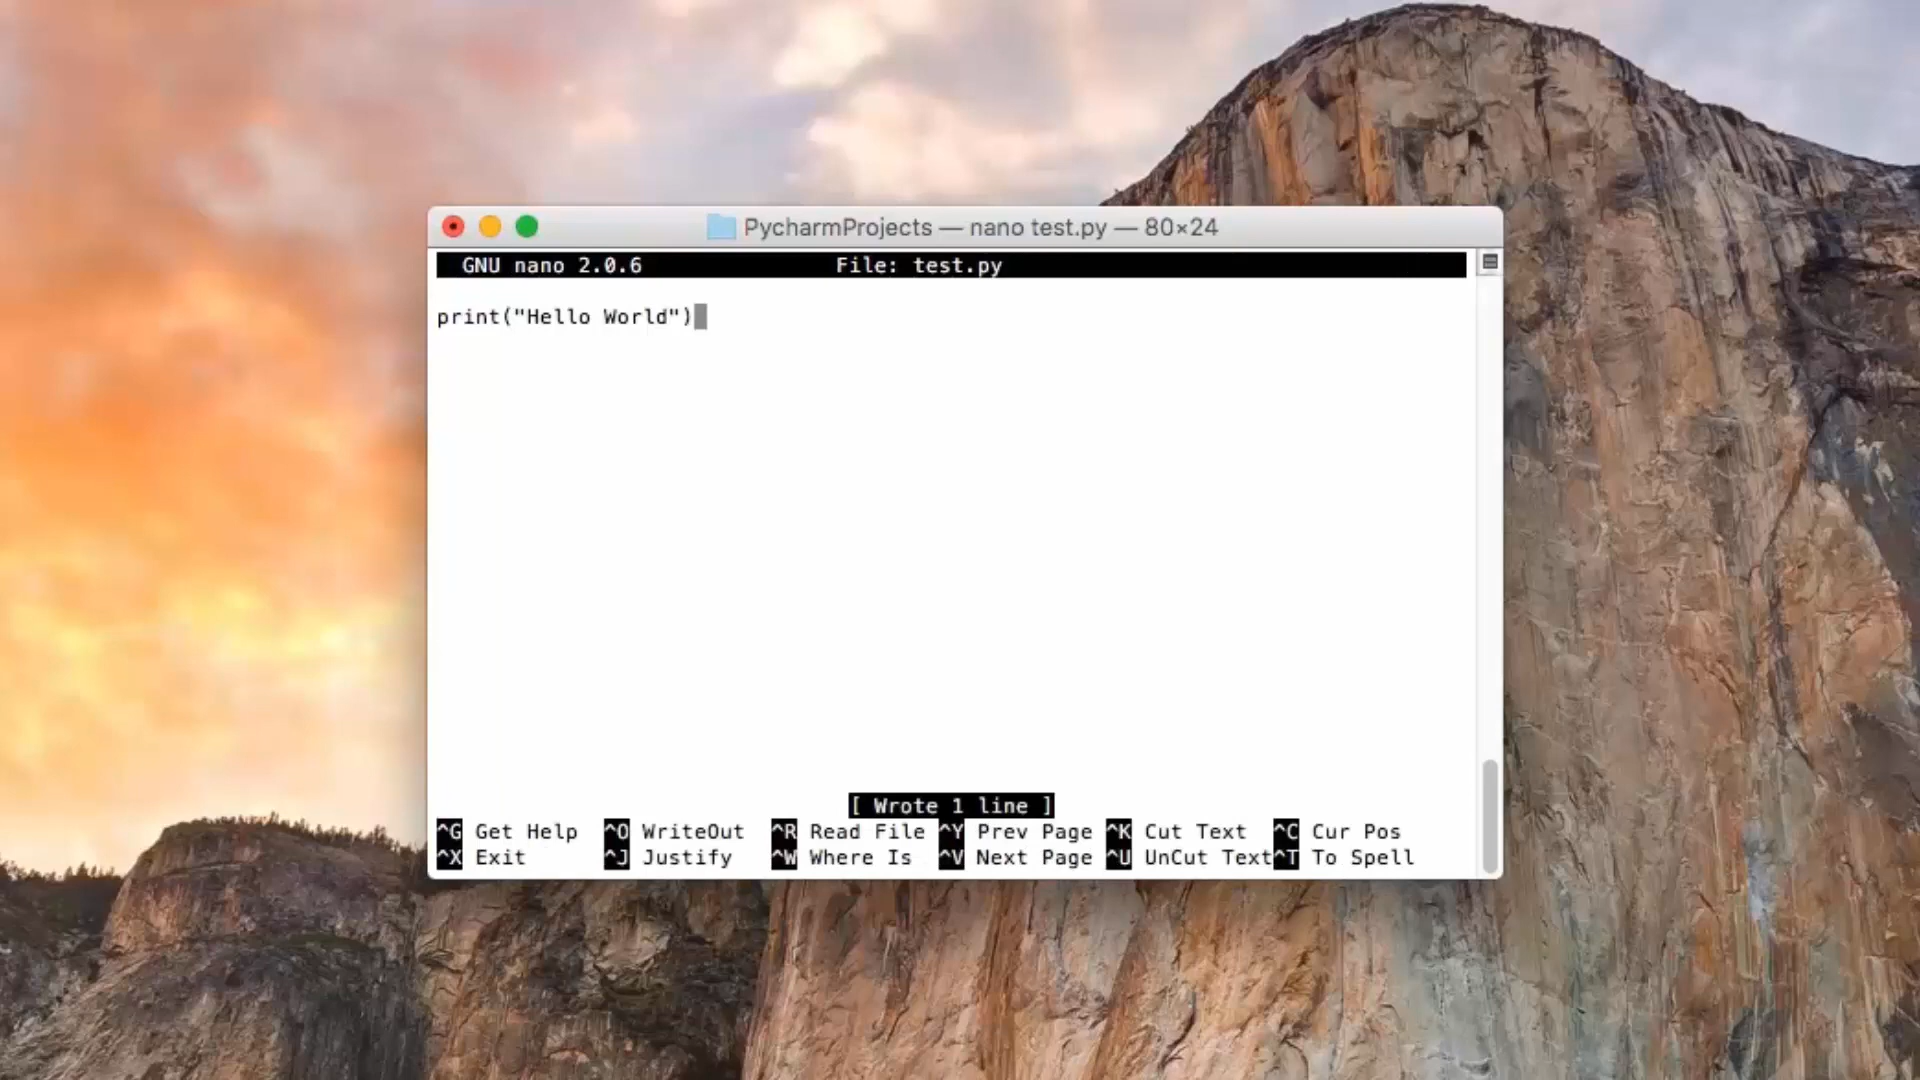 PycharmProjects — nano test.py — 80×24
GNU nano 2.0.6 File: test.py
print("Hello World")
[ Wrote 1 line ]
^G Get Help ^O WriteOut ^R Read File ^Y Prev Page ^K Cut Text ^C Cur Pos
^X Exit ^J Justify ^W Where Is ^V Next Page ^U UnCut Text ^T To Spell